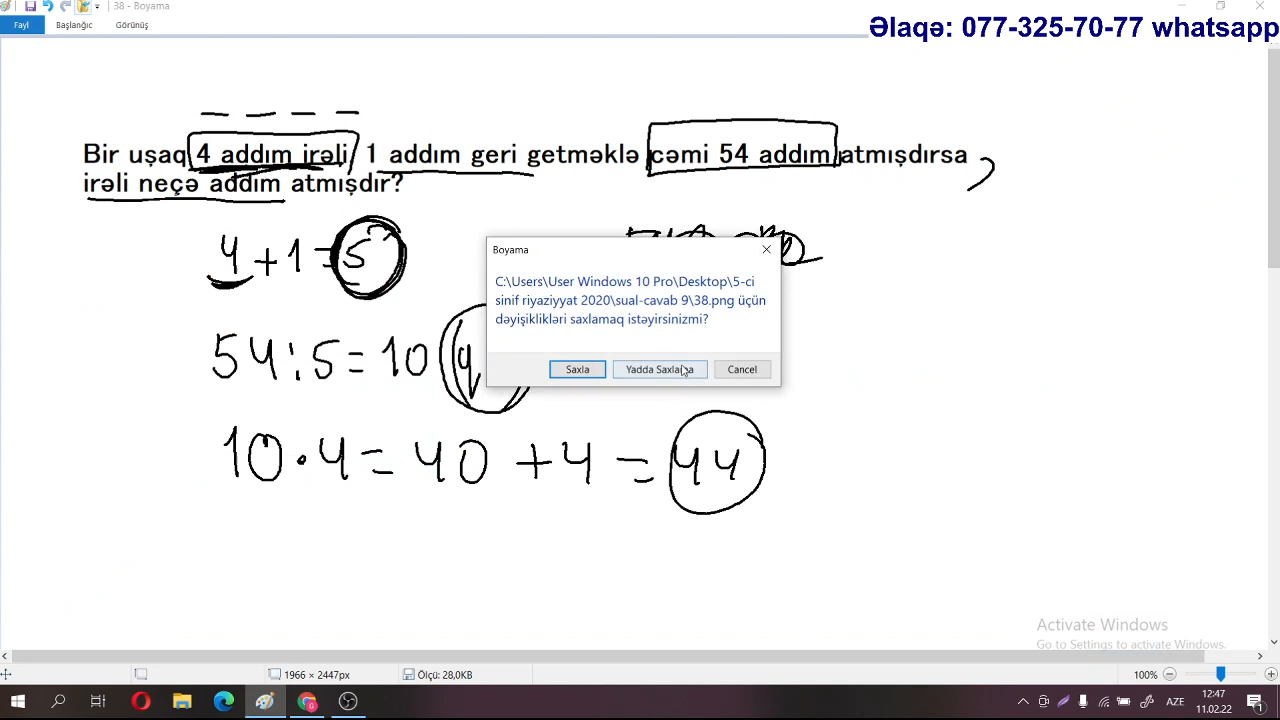 38 - Boyama
Əlaqə: 077-325-70-77 whatsapp
Fayl Başlanğıc Görünüş
Bir uşaq 4 addım irəli, 1 addım geri getməklə cəmi 54 addım atmışdırsa
irəli neçə addım atmışdır?
4+1=5
54:5=10(4
10·4=40+4=44
Boyama
C:\Users\User Windows 10 Pro\Desktop\5-ci
sinif riyaziyyat 2020\sual-cavab 9\38.png üçün
dəyişiklikləri saxlamaq istəyirsinizmi?
Saxla Yadda Saxlama Cancel
Activate Windows
Go to Settings to activate Windows.
1966 × 2447px Ölçü: 28,0KB 100%
AZE 12:47
11.02.22